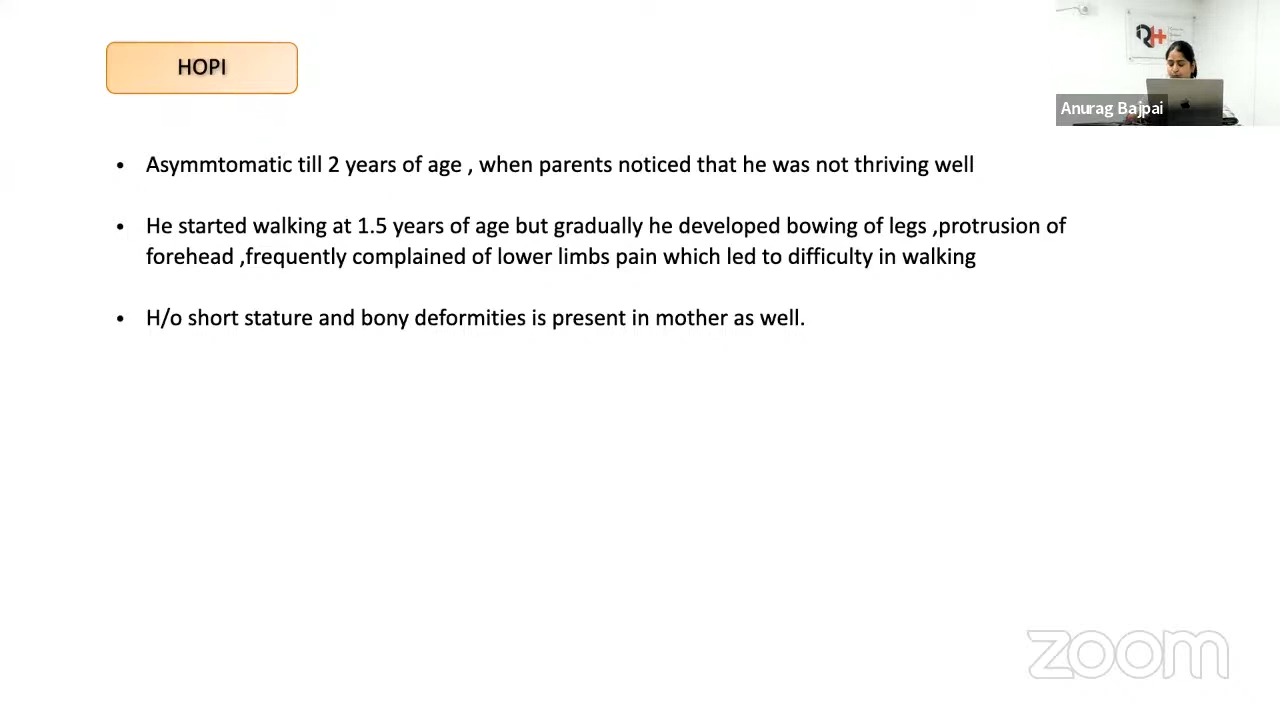 HOPI
Anurag Bajpai
• Asymmtomatic till 2 years of age , when parents noticed that he was not thriving well
• He started walking at 1.5 years of age but gradually he developed bowing of legs ,protrusion of
forehead ,frequently complained of lower limbs pain which led to difficulty in walking
• H/o short stature and bony deformities is present in mother as well.
zoom